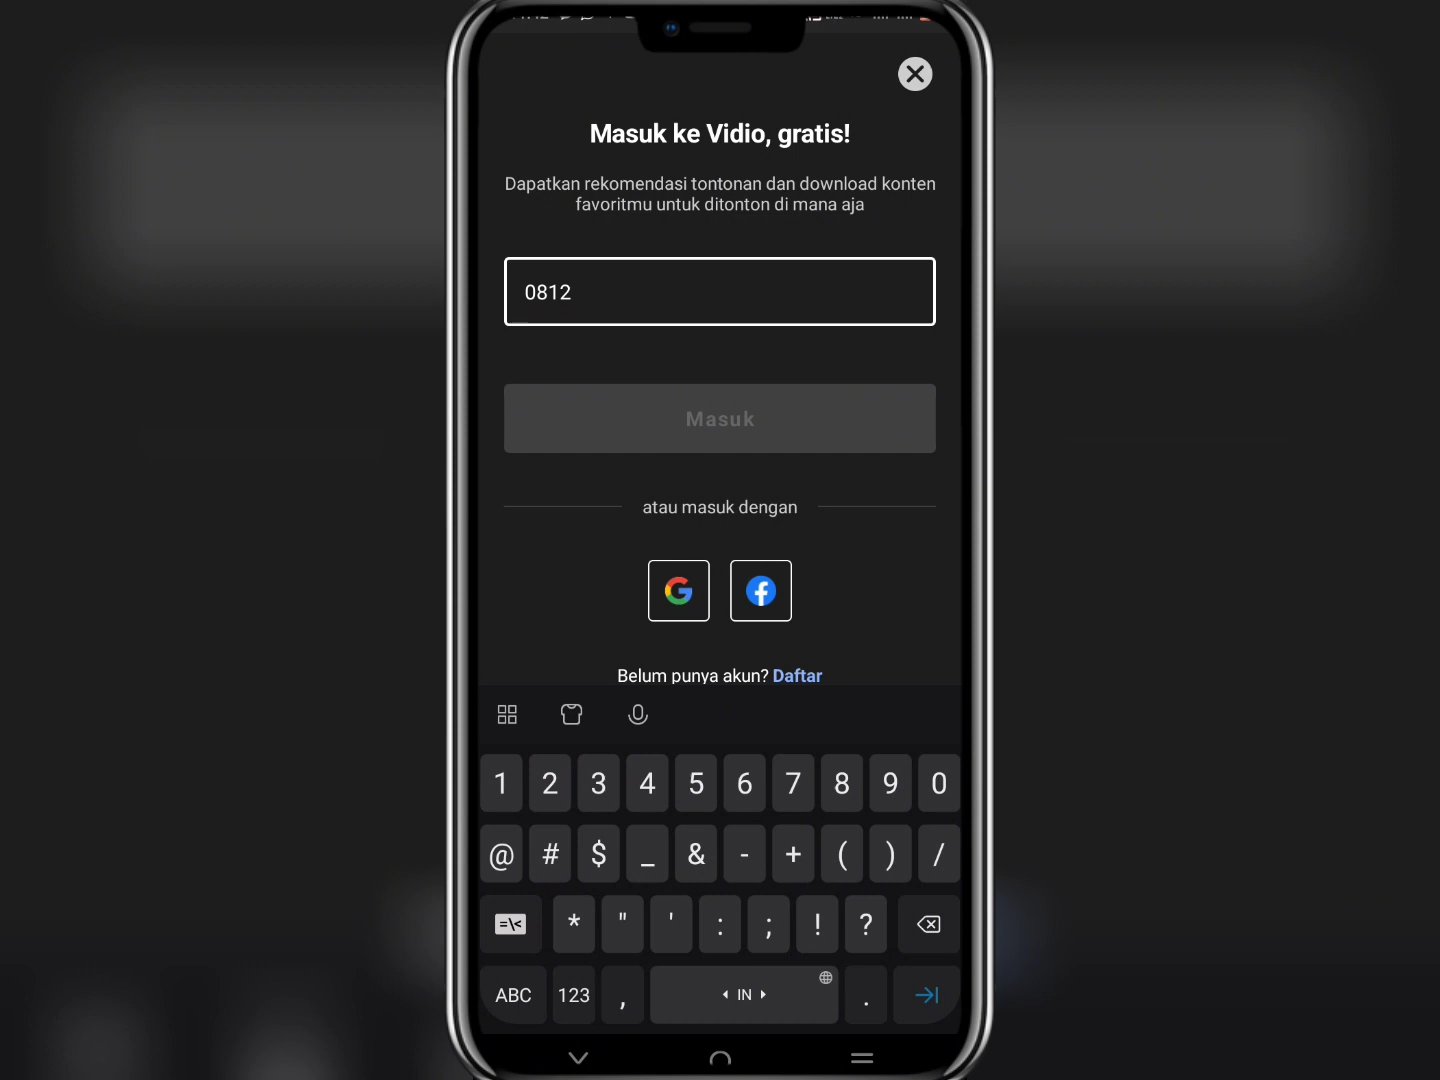 Masuk ke Vidio, gratis!
Dapatkan rekomendasi tontonan dan download konten
favoritmu untuk ditonton di mana aja
0812
Masuk
atau masuk dengan
Belum punya akun? Daftar
1 2 3 4 5 6 7 8 9 0
@ # $ _ & - + ( ) /
=\< * " ' : ; ! ?
ABC 123 , IN .